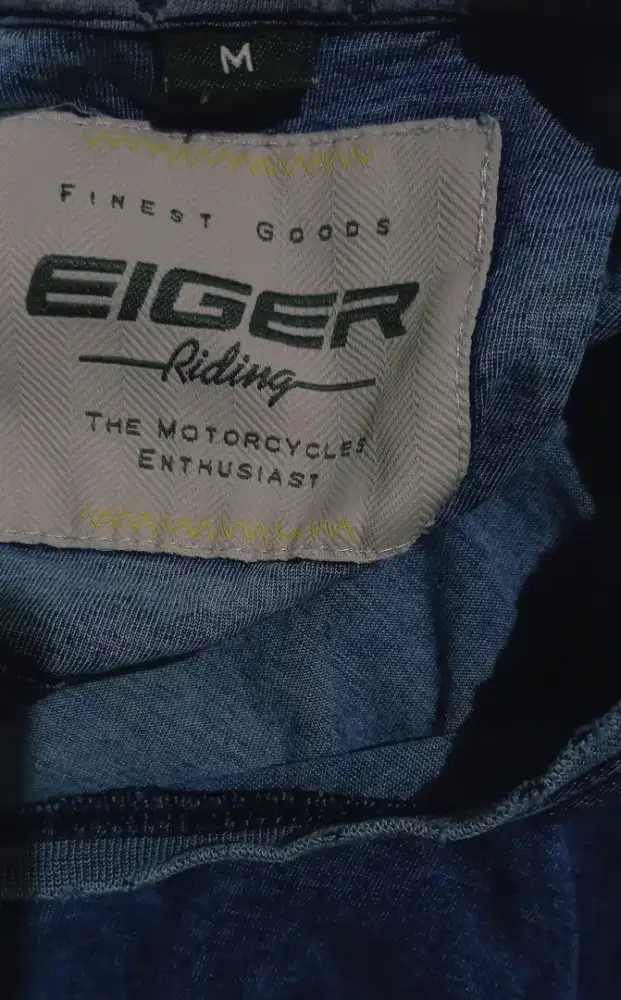 M
FINEST GOODS
EIGER
Riding
THE MOTORCYCLES
ENTHUSIAST